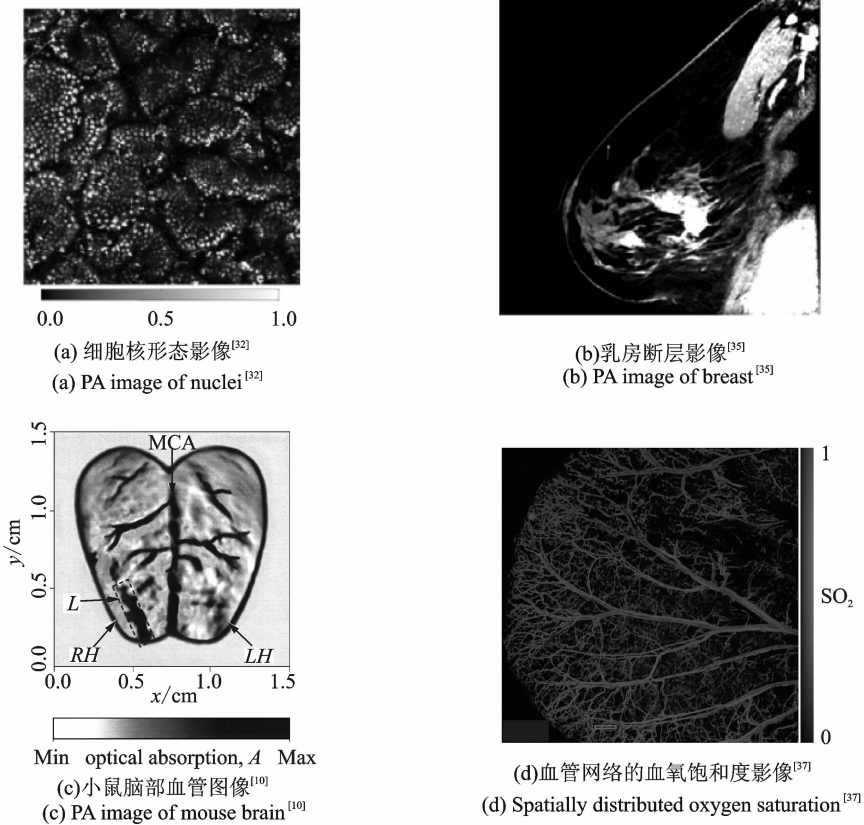 0.0 0.5 1.0
(a) 细胞核形态影像[32]
(a) PA image of nuclei[32]
(b)乳房断层影像[35]
(b) PA image of breast[35]
1.5
1.0
0.5
0.0
y/cm
MCA
L
RH
LH
0.0 0.5 1.0 1.5
x/cm
Min optical absorption, A Max
(c)小鼠脑部血管图像[10]
(c) PA image of mouse brain[10]
1
SO2
0
(d)血管网络的血氧饱和度影像[37]
(d) Spatially distributed oxygen saturation[37]